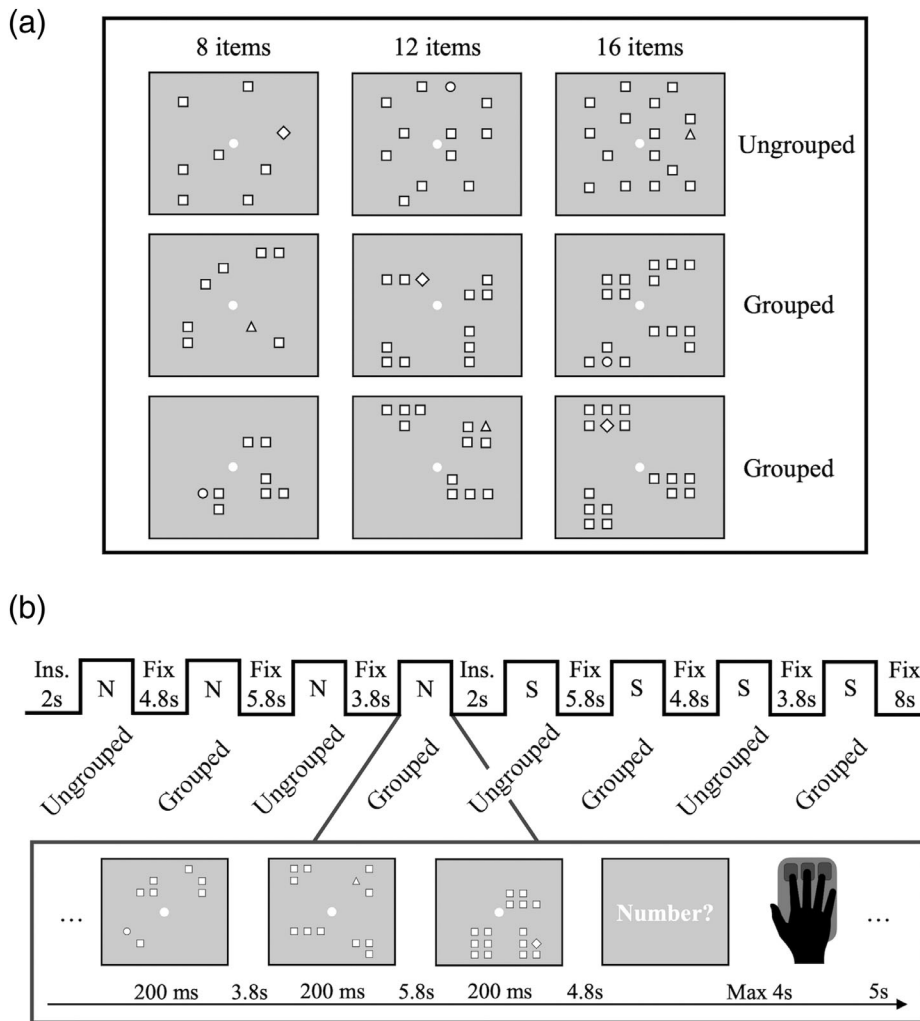 (a)
8 items 12 items 16 items
Ungrouped
Grouped
Grouped
(b)
Ins. Fix Fix Fix Ins. Fix Fix Fix Fix
N N N N S S S S
2s 4.8s 5.8s 3.8s 2s 5.8s 4.8s 3.8s 8s
Ungrouped Grouped Ungrouped Grouped Ungrouped Grouped Ungrouped Grouped
... Number? ...
200 ms 3.8s 200 ms 5.8s 200 ms 4.8s Max 4s 5s